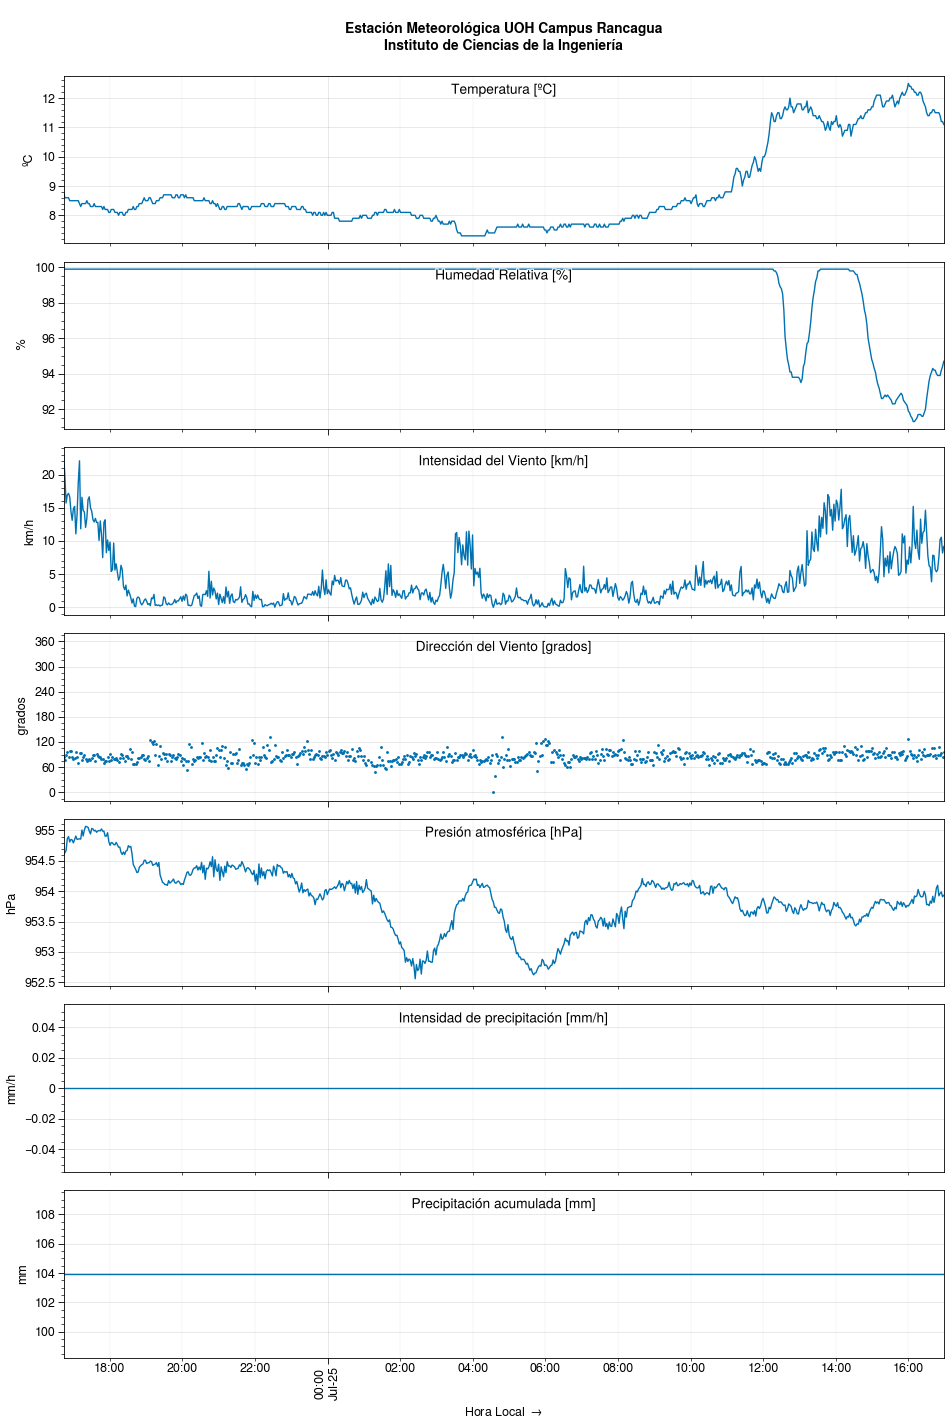 Estación Meteorológica UOH Campus Rancagua
Instituto de Ciencias de la Ingeniería
Temperatura [ºC]
ºC
12
11
10
9
8
Humedad Relativa [%]
%
100
98
96
94
92
Intensidad del Viento [km/h]
km/h
20
15
10
5
0
Dirección del Viento [grados]
grados
360
300
240
180
120
60
0
Presión atmosférica [hPa]
hPa
955
954.5
954
953.5
953
952.5
Intensidad de precipitación [mm/h]
mm/h
0.04
0.02
0
−0.02
−0.04
Precipitación acumulada [mm]
mm
108
106
104
102
100
18:00 20:00 22:00 00:00 02:00 04:00 06:00 08:00 10:00 12:00 14:00 16:00
Jul-25
Hora Local →